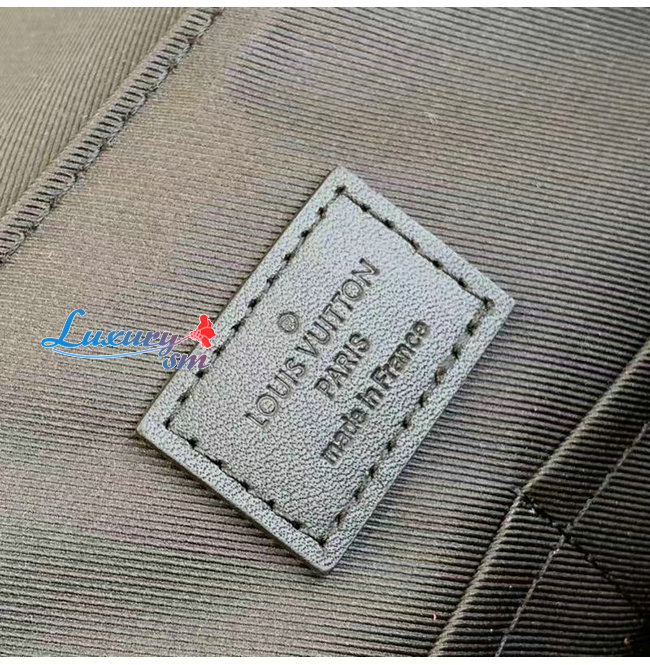 Luxury
sm
®
LOUIS VUITTON
PARIS
made in France